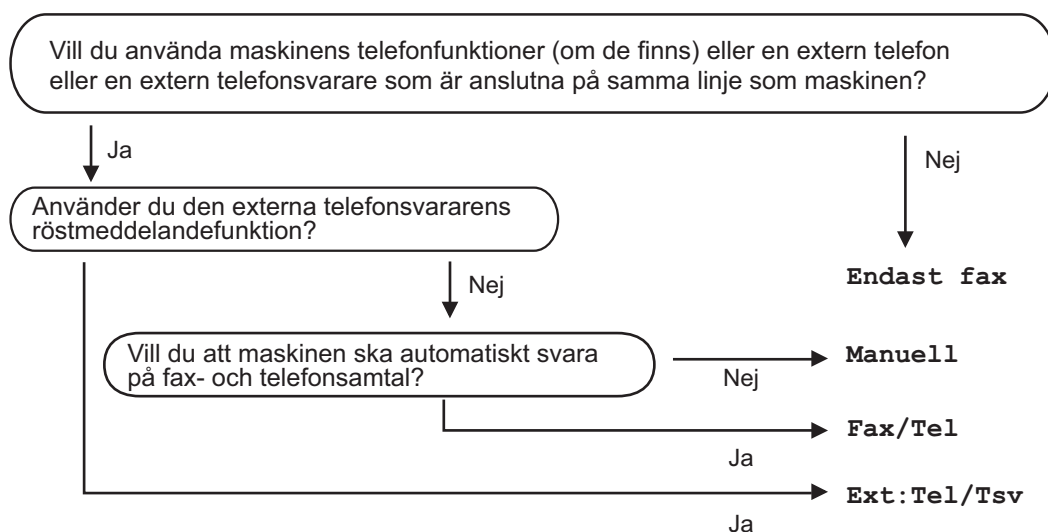 Vill du använda maskinens telefonfunktioner (om de finns) eller en extern telefon
eller en extern telefonsvarare som är anslutna på samma linje som maskinen?
Ja
Nej
Använder du den externa telefonsvararens
röstmeddelandefunktion?
Endast fax
Nej
Vill du att maskinen ska automatiskt svara
på fax- och telefonsamtal?
Nej
Manuell
Ja
Fax/Tel
Ja
Ext:Tel/Tsv